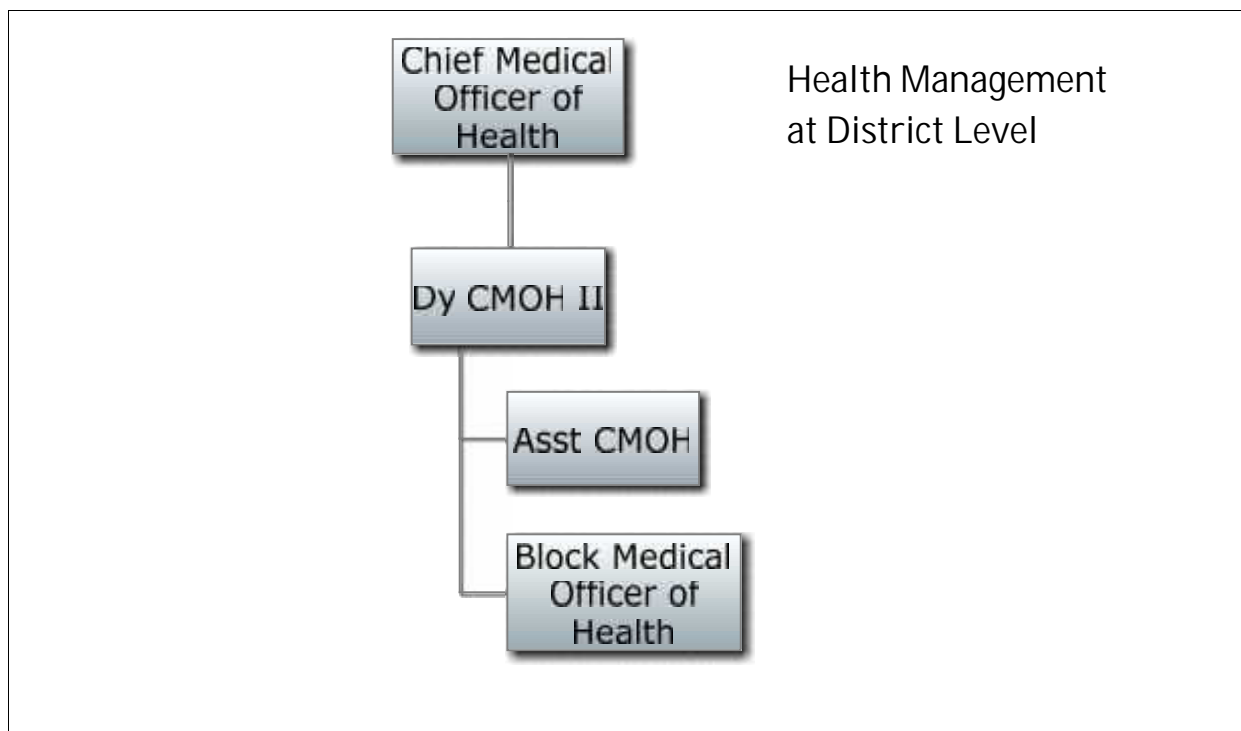 Chief Medical
Officer of
Health
Health Management
at District Level
Dy CMOH II
Asst CMOH
Block Medical
Officer of
Health